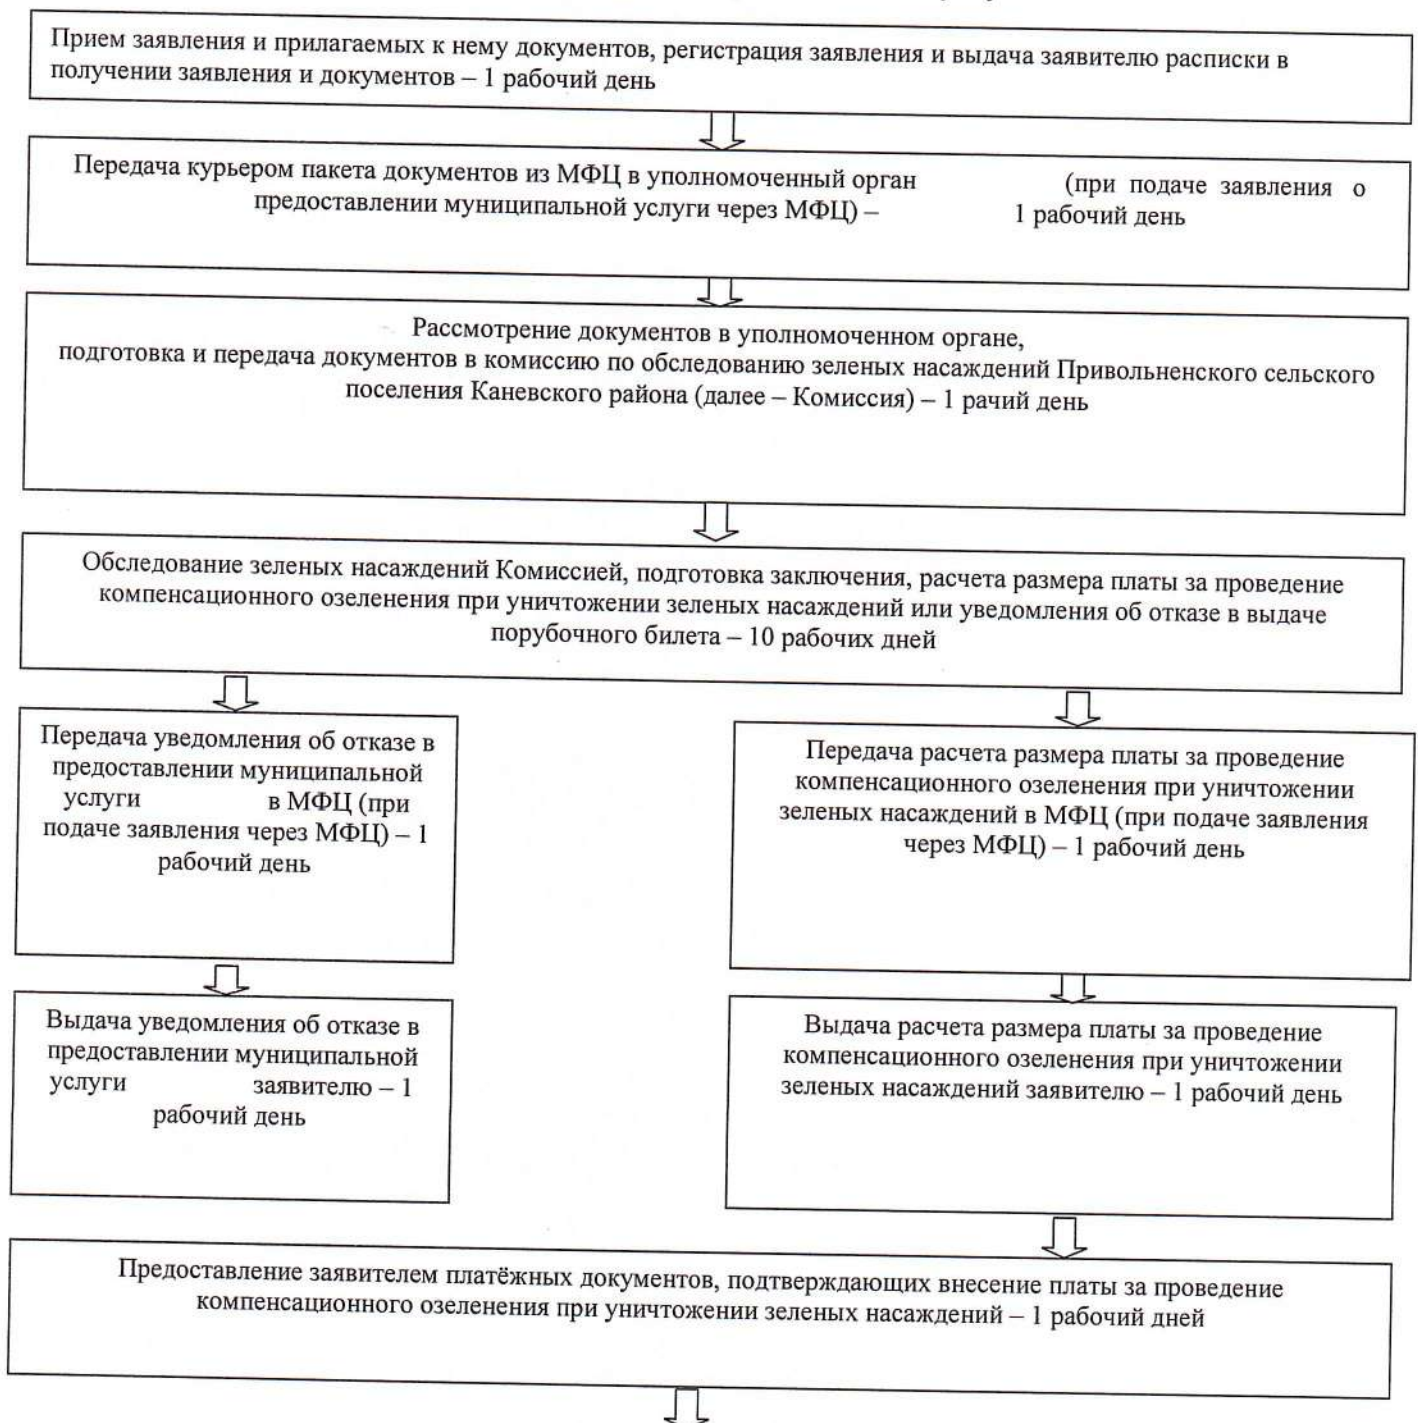 Прием заявления и прилагаемых к нему документов, регистрация заявления и выдача заявителю расписки в
получении заявления и документов – 1 рабочий день
Передача курьером пакета документов из МФЦ в уполномоченный орган (при подаче заявления о
предоставлении муниципальной услуги через МФЦ) – 1 рабочий день
Рассмотрение документов в уполномоченном органе,
подготовка и передача документов в комиссию по обследованию зеленых насаждений Привольненского сельского
поселения Каневского района (далее – Комиссия) – 1 рачий день
Обследование зеленых насаждений Комиссией, подготовка заключения, расчета размера платы за проведение
компенсационного озеленения при уничтожении зеленых насаждений или уведомления об отказе в выдаче
порубочного билета – 10 рабочих дней
Передача уведомления об отказе в
предоставлении муниципальной
услуги в МФЦ (при
подаче заявления через МФЦ) – 1
рабочий день
Передача расчета размера платы за проведение
компенсационного озеленения при уничтожении
зеленых насаждений в МФЦ (при подаче заявления
через МФЦ) – 1 рабочий день
Выдача уведомления об отказе в
предоставлении муниципальной
услуги заявителю – 1
рабочий день
Выдача расчета размера платы за проведение
компенсационного озеленения при уничтожении
зеленых насаждений заявителю – 1 рабочий день
Предоставление заявителем платёжных документов, подтверждающих внесение платы за проведение
компенсационного озеленения при уничтожении зеленых насаждений – 1 рабочий дней